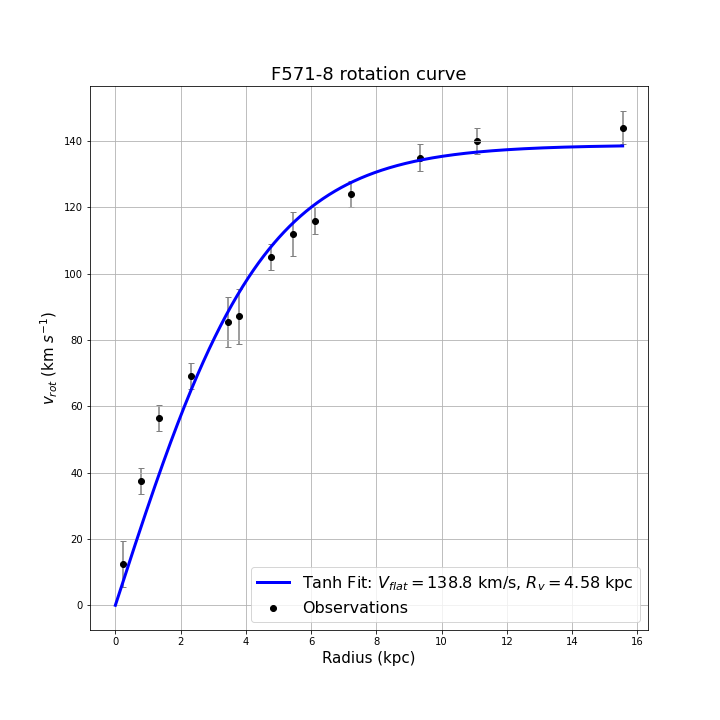 F571-8 rotation curve
140
120
100
80
60
40
20
0
v_rot (km s⁻¹)
Tanh Fit: V_flat = 138.8 km/s, R_v = 4.58 kpc
Observations
0 2 4 6 8 10 12 14 16
Radius (kpc)